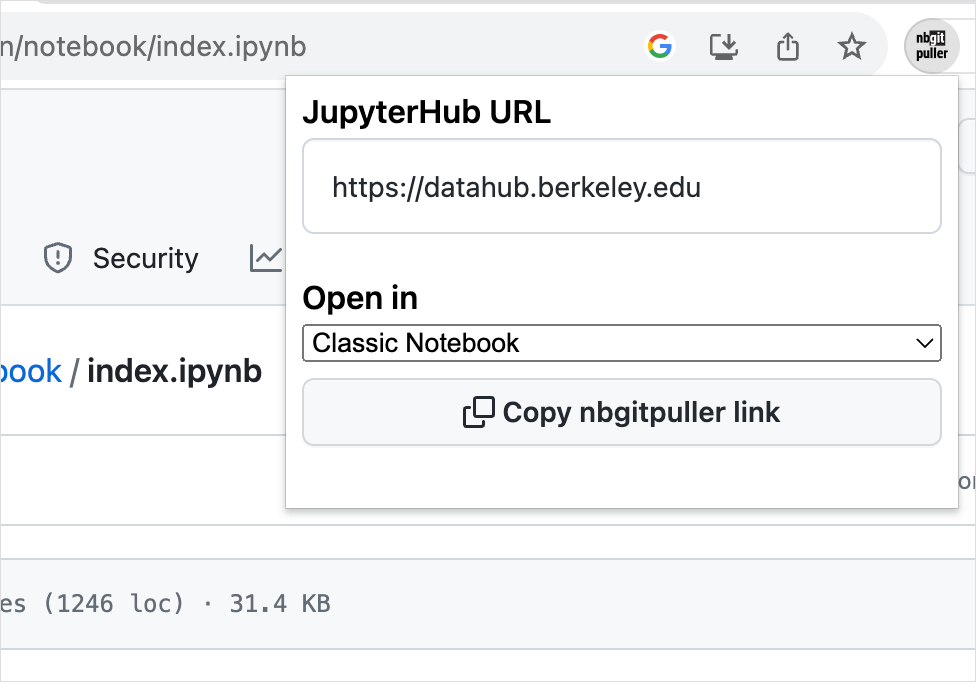 n/notebook/index.ipynb
nbgit
puller
JupyterHub URL
https://datahub.berkeley.edu
Security
Open in
Classic Notebook
book / index.ipynb
Copy nbgitpuller link
es (1246 loc) · 31.4 KB